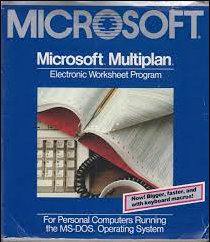 MICROSOFT®
Microsoft® Multiplan®
Electronic Worksheet Program
Now! Bigger, faster, and
with keyboard macros!
For Personal Computers Running
the MS-DOS® Operating System